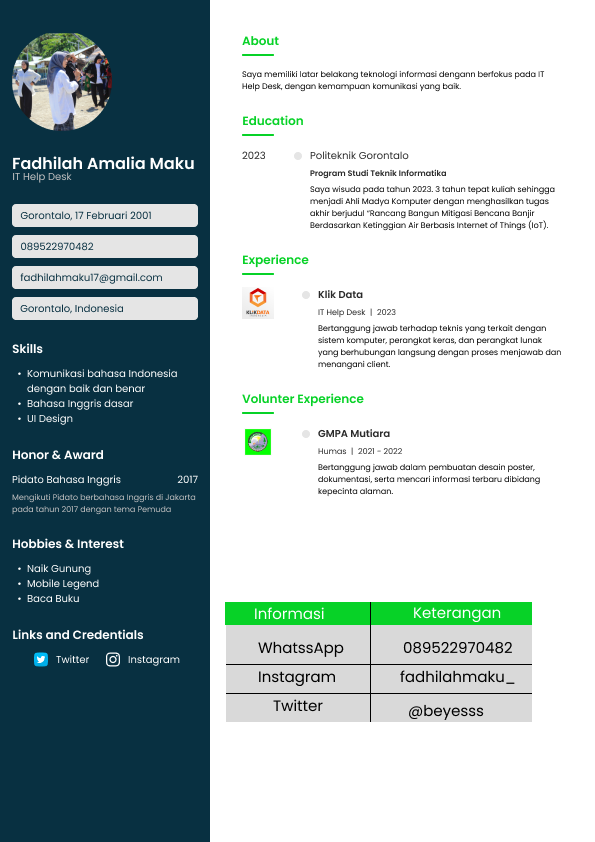 Fadhilah Amalia Maku
IT Help Desk
Gorontalo, 17 Februari 2001
089522970482
fadhilahmaku17@gmail.com
Gorontalo, Indonesia
Skills
• Komunikasi bahasa Indonesia
dengan baik dan benar
• Bahasa Inggris dasar
• UI Design
Honor & Award
Pidato Bahasa Inggris 2017
Mengikuti Pidato berbahasa Inggris di Jakarta
pada tahun 2017 dengan tema Pemuda
Hobbies & Interest
• Naik Gunung
• Mobile Legend
• Baca Buku
Links and Credentials
Twitter Instagram
About
Saya memiliki latar belakang teknologi informasi dengann berfokus pada IT
Help Desk, dengan kemampuan komunikasi yang baik.
Education
2023 Politeknik Gorontalo
Program Studi Teknik Informatika
Saya wisuda pada tahun 2023. 3 tahun tepat kuliah sehingga
menjadi Ahli Madya Komputer dengan menghasilkan tugas
akhir berjudul “Rancang Bangun Mitigasi Bencana Banjir
Berdasarkan Ketinggian Air Berbasis Internet of Things (IoT).
Experience
KLIKDATA
Klik Data
IT Help Desk | 2023
Bertanggung jawab terhadap teknis yang terkait dengan
sistem komputer, perangkat keras, dan perangkat lunak
yang berhubungan langsung dengan proses menjawab dan
menangani client.
Volunter Experience
GMPA Mutiara
Humas | 2021 - 2022
Bertanggung jawab dalam pembuatan desain poster,
dokumentasi, serta mencari informasi terbaru dibidang
kepecinta alaman.
Informasi Keterangan
WhatssApp 089522970482
Instagram fadhilahmaku_
Twitter @beyesss